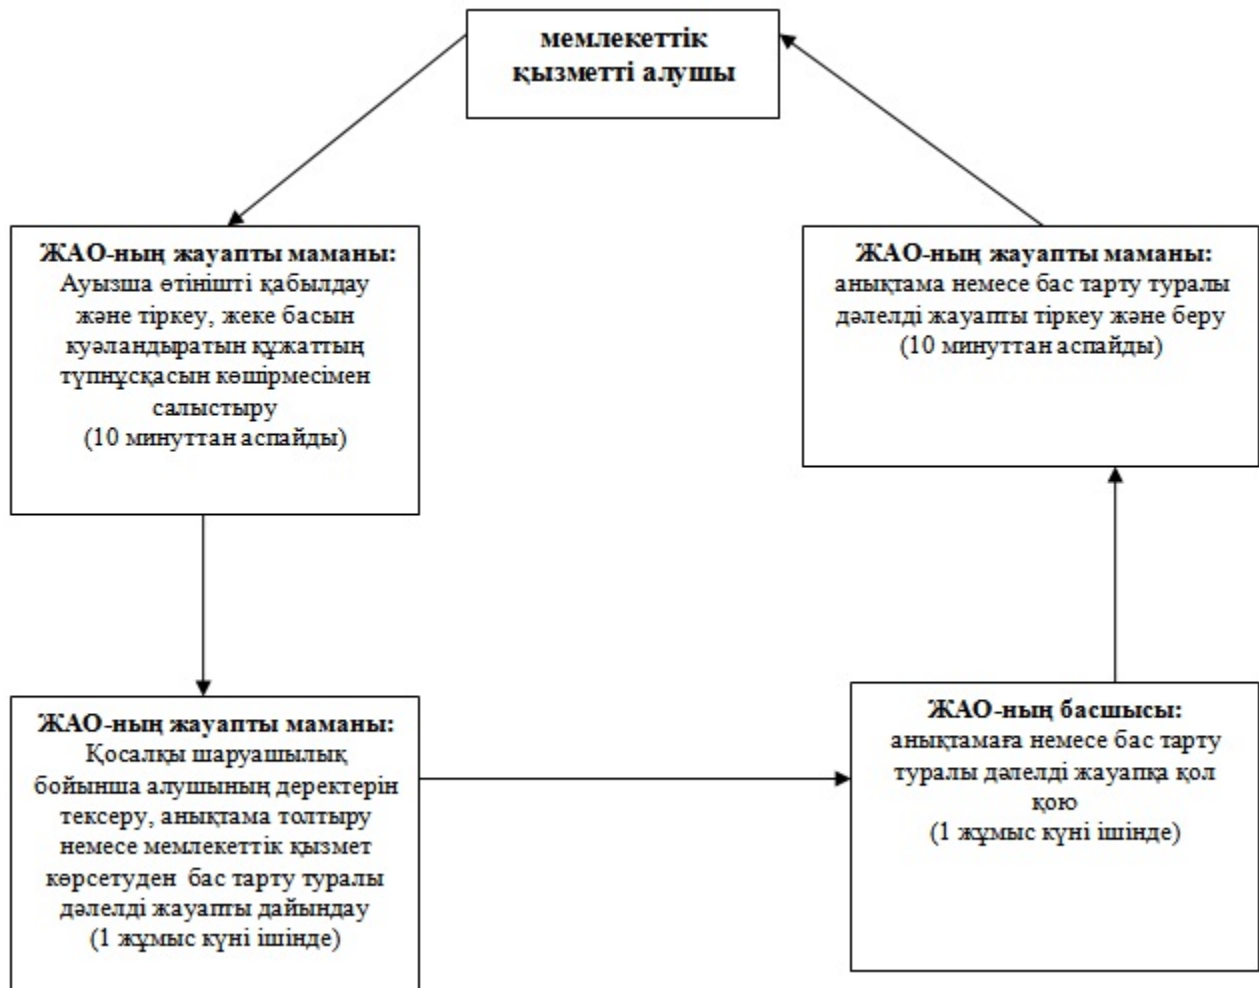 мемлекеттік
қызметті алушы
ЖАО-ның жауапты маманы:
Ауызша өтінішті қабылдау
және тіркеу, жеке басын
куәландыратын құжаттың
түпнұсқасын көшірмесімен
салыстыру
(10 минуттан аспайды)
ЖАО-ның жауапты маманы:
анықтама немесе бас тарту туралы
дәлелді жауапты тіркеу және беру
(10 минуттан аспайды)
ЖАО-ның жауапты маманы:
Қосалқы шаруашылық
бойынша алушының деректерін
тексеру, анықтама толтыру
немесе мемлекеттік қызмет
көрсетуден бас тарту туралы
дәлелді жауапты дайындау
(1 жұмыс күні ішінде)
ЖАО-ның басшысы:
анықтамаға немесе бас тарту
туралы дәлелді жауапқа қол
қою
(1 жұмыс күні ішінде)